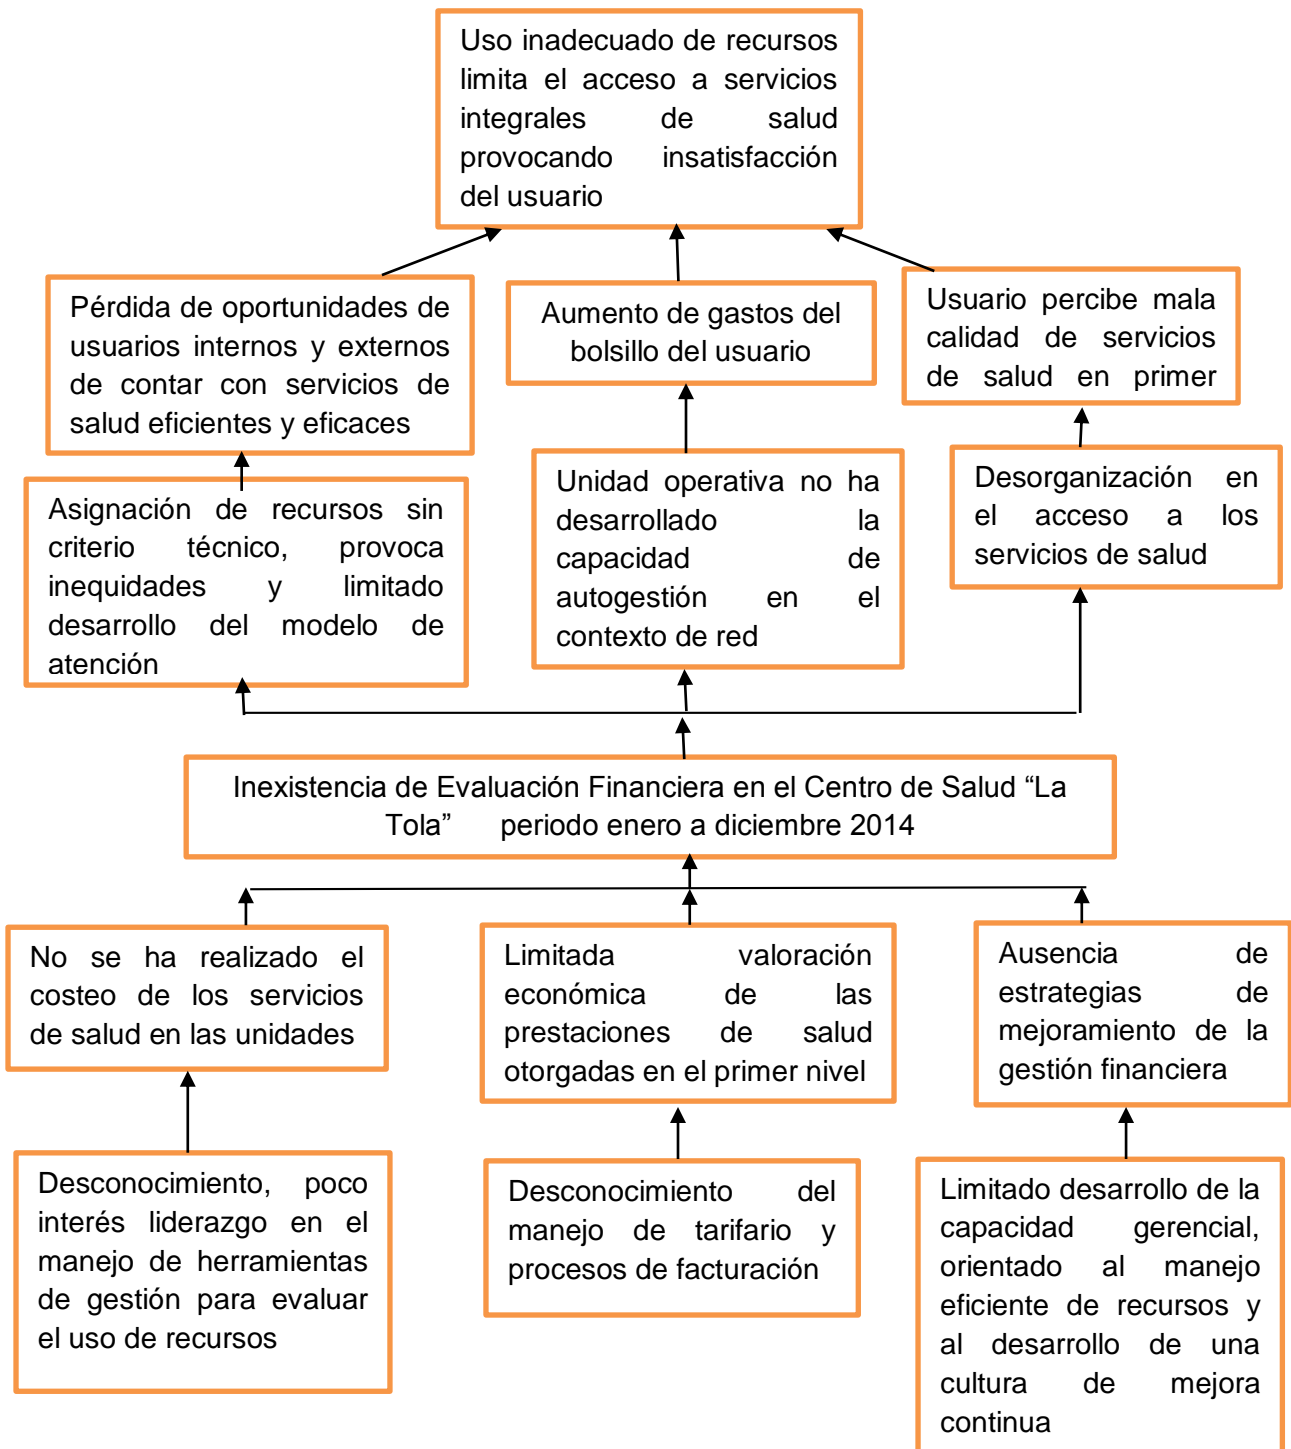 Uso inadecuado de recursos
limita el acceso a servicios
integrales de salud
provocando insatisfacción
del usuario
Pérdida de oportunidades de
usuarios internos y externos
de contar con servicios de
salud eficientes y eficaces
Aumento de gastos del
bolsillo del usuario
Usuario percibe mala
calidad de servicios
de salud en primer
Asignación de recursos sin
criterio técnico, provoca
inequidades y limitado
desarrollo del modelo de
atención
Unidad operativa no ha
desarrollado la
capacidad de
autogestión en el
contexto de red
Desorganización en
el acceso a los
servicios de salud
Inexistencia de Evaluación Financiera en el Centro de Salud “La
Tola” periodo enero a diciembre 2014
No se ha realizado el
costeo de los servicios
de salud en las unidades
Limitada valoración
económica de las
prestaciones de salud
otorgadas en el primer nivel
Ausencia de
estrategias de
mejoramiento de la
gestión financiera
Desconocimiento, poco
interés liderazgo en el
manejo de herramientas
de gestión para evaluar
el uso de recursos
Desconocimiento del
manejo de tarifario y
procesos de facturación
Limitado desarrollo de la
capacidad gerencial,
orientado al manejo
eficiente de recursos y
al desarrollo de una
cultura de mejora
continua